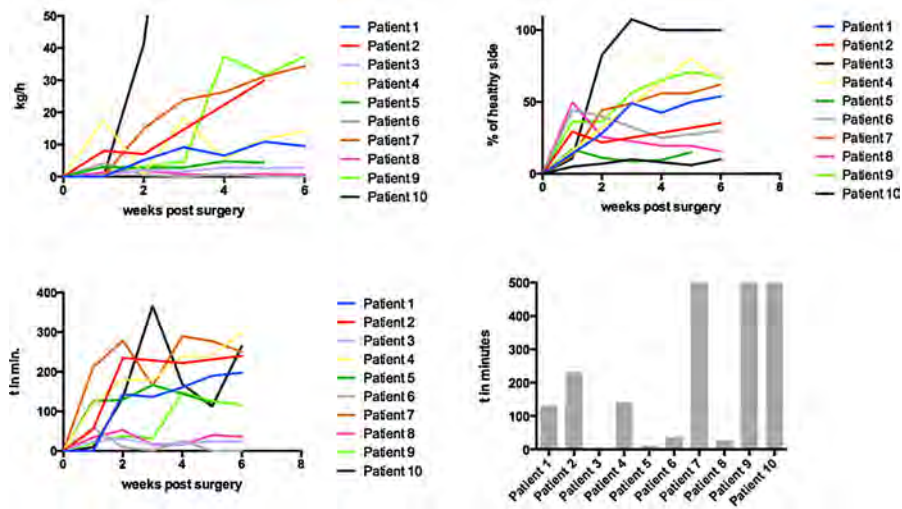 50
40
30
20
10
0
kg/h
0 2 4 6
weeks post surgery
Patient 1
Patient 2
Patient 3
Patient 4
Patient 5
Patient 6
Patient 7
Patient 8
Patient 9
Patient 10
100
50
0
% of healthy side
0 2 4 6 8
weeks post surgery
Patient 1
Patient 2
Patient 3
Patient 4
Patient 5
Patient 6
Patient 7
Patient 8
Patient 9
Patient 10
400
300
200
100
0
t in min.
0 2 4 6 8
weeks post surgery
Patient 1
Patient 2
Patient 3
Patient 4
Patient 5
Patient 6
Patient 7
Patient 8
Patient 9
Patient 10
500
400
300
200
100
0
t in minutes
Patient 1
Patient 2
Patient 3
Patient 4
Patient 5
Patient 6
Patient 7
Patient 8
Patient 9
Patient 10